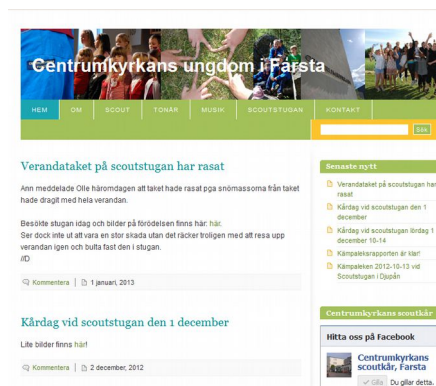 Centrumkyrkans ungdom i Farsta
HEM OM SCOUT TONÅR MUSIK SCOUTSTUGAN KONTAKT
Sök
Verandataket på scoutstugan har rasat
Ann meddelade Olle häromdagen att taket hade rasat pga snömassorna från taket
hade dragit med hela verandan.
Besökte stugan idag och bilder på förödelsen finns här: här.
Ser dock inte ut att vara en stor skada utan det räcker troligen med att resa upp
verandan igen och bulta fast den i stugan.
//D
Kommentera | 1 januari, 2013
Kårdag vid scoutstugan den 1 december
Lite bilder finns här!
Kommentera | 2 december, 2012
Senaste nytt
Verandataket på scoutstugan har
rasat
Kårdag vid scoutstugan den 1
december
Kårdag vid scoutstugan lördag 1
december 10-14
Kämpaleksrapporten är klar!
Kämpaleken 2012-10-13 vid
Scoutstugan i Djupån
Centrumkyrkans scoutkår
Hitta oss på Facebook
Centrumkyrkans
scoutkår, Farsta
Gilla Du gillar detta.